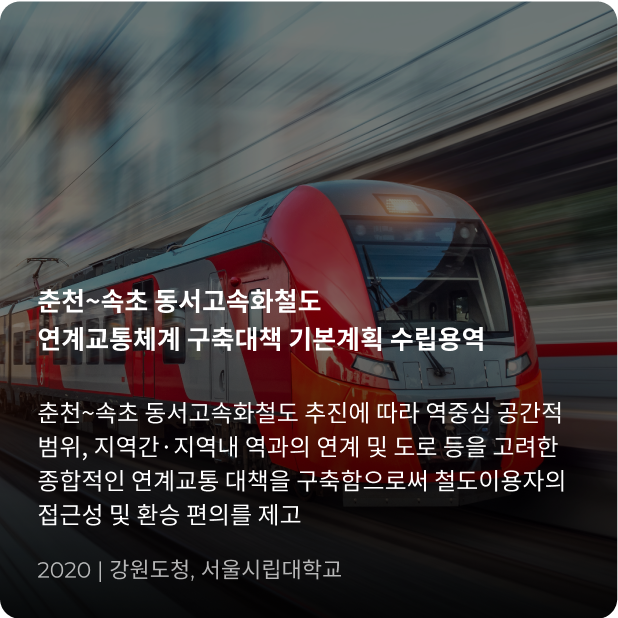 춘천~속초 동서고속화철도
연계교통체계 구축대책 기본계획 수립용역
춘천~속초 동서고속화철도 추진에 따라 역중심 공간적
범위, 지역간·지역내 역과의 연계 및 도로 등을 고려한
종합적인 연계교통 대책을 구축함으로써 철도이용자의
접근성 및 환승 편의를 제고
2020 | 강원도청, 서울시립대학교